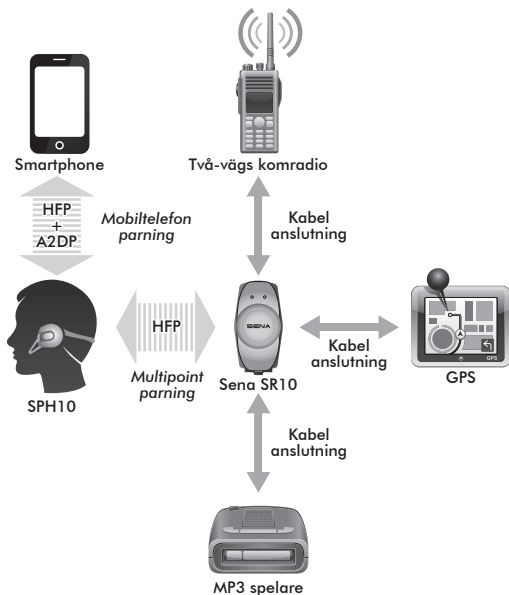 Smartphone
Två-vägs komradio
HFP
+
A2DP
Mobiltelefon
parning
Kabel
anslutning
HFP
SENA
Kabel
anslutning
GPS
GPS
SPH10
Multipoint
parning
Sena SR10
Kabel
anslutning
MP3 spelare